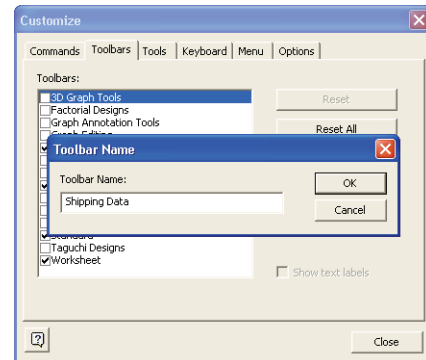 Customize
Commands Toolbars Tools Keyboard Menu Options
Toolbars:
3D Graph Tools
Factorial Designs
Graph Annotation Tools
Reset
Reset All
Toolbar Name
Toolbar Name:
Shipping Data
OK
Cancel
Taguchi Designs
Worksheet
Show text labels
Close